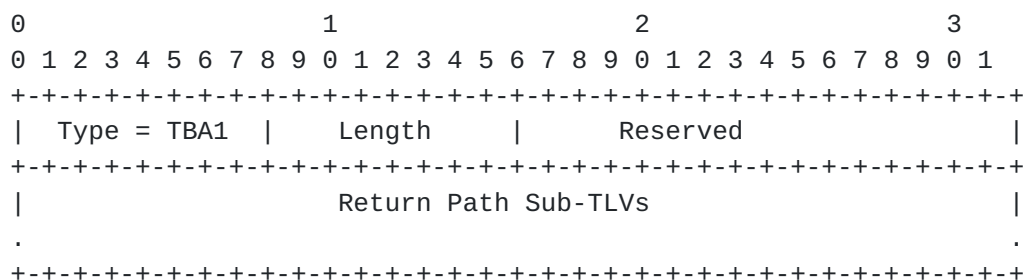 0                   1                   2                   3
0 1 2 3 4 5 6 7 8 9 0 1 2 3 4 5 6 7 8 9 0 1 2 3 4 5 6 7 8 9 0 1
+-+-+-+-+-+-+-+-+-+-+-+-+-+-+-+-+-+-+-+-+-+-+-+-+-+-+-+-+-+-+-+-+
|  Type = TBA1  |    Length     |      Reserved                 |
+-+-+-+-+-+-+-+-+-+-+-+-+-+-+-+-+-+-+-+-+-+-+-+-+-+-+-+-+-+-+-+-+
|                    Return Path Sub-TLVs                       |
.                                                               .
+-+-+-+-+-+-+-+-+-+-+-+-+-+-+-+-+-+-+-+-+-+-+-+-+-+-+-+-+-+-+-+-+